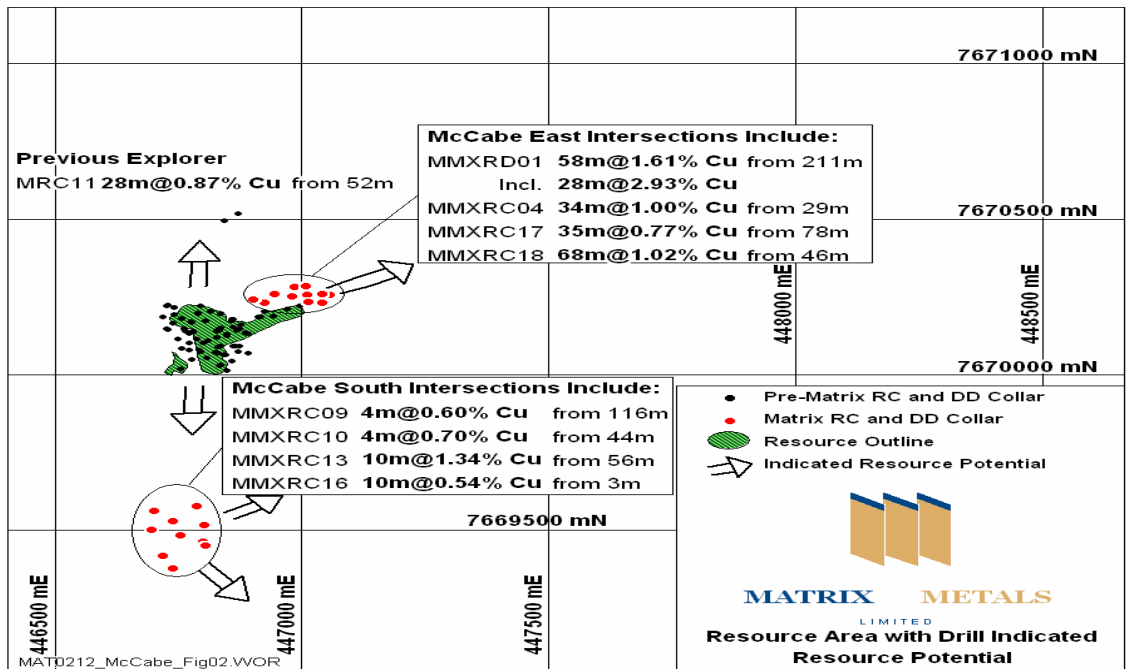 7671000 mN
McCabe East Intersections Include:
MMXRD01 58m@1.61% Cu from 211m
Incl. 28m@2.93% Cu
MMXRC04 34m@1.00% Cu from 29m
MMXRC17 35m@0.77% Cu from 78m
MMXRC18 68m@1.02% Cu from 46m
Previous Explorer
MRC11 28m@0.87% Cu from 52m
7670500 mN
448000 mE
448500 mE
7670000 mN
McCabe South Intersections Include:
MMXRC09 4m@0.60% Cu from 116m
MMXRC10 4m@0.70% Cu from 44m
MMXRC13 10m@1.34% Cu from 56m
MMXRC16 10m@0.54% Cu from 3m
Pre-Matrix RC and DD Collar
Matrix RC and DD Collar
Resource Outline
Indicated Resource Potential
7669500 mN
446500 mE
447000 mE
447500 mE
MATRIX METALS
LIMITED
Resource Area with Drill Indicated
Resource Potential
MAT0212_McCabe_Fig02.WOR